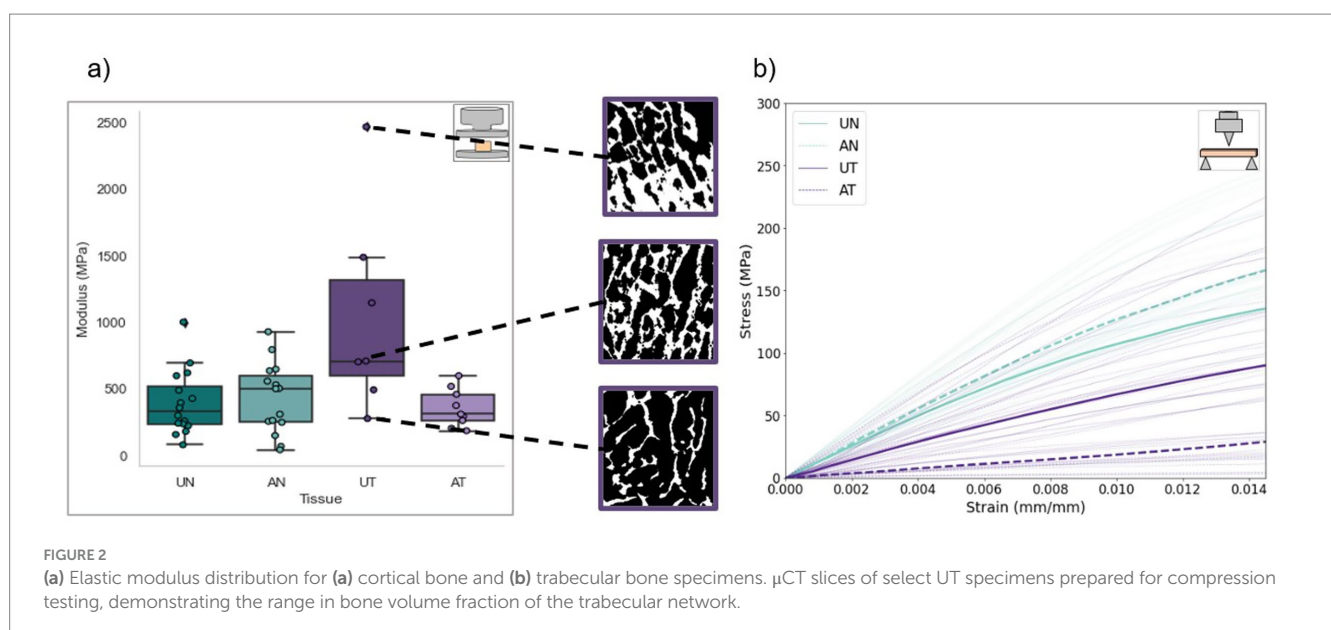 a)
b)
2500
2000
1500
1000
500
0
Modulus (MPa)
UN
AN
UT
AT
Tissue
300
250
200
150
100
50
0
Stress (MPa)
UN
AN
UT
AT
0.000
0.002
0.004
0.006
0.008
0.010
0.012
0.014
Strain (mm/mm)
FIGURE 2
(a) Elastic modulus distribution for (a) cortical bone and (b) trabecular bone specimens. μCT slices of select UT specimens prepared for compression
testing, demonstrating the range in bone volume fraction of the trabecular network.